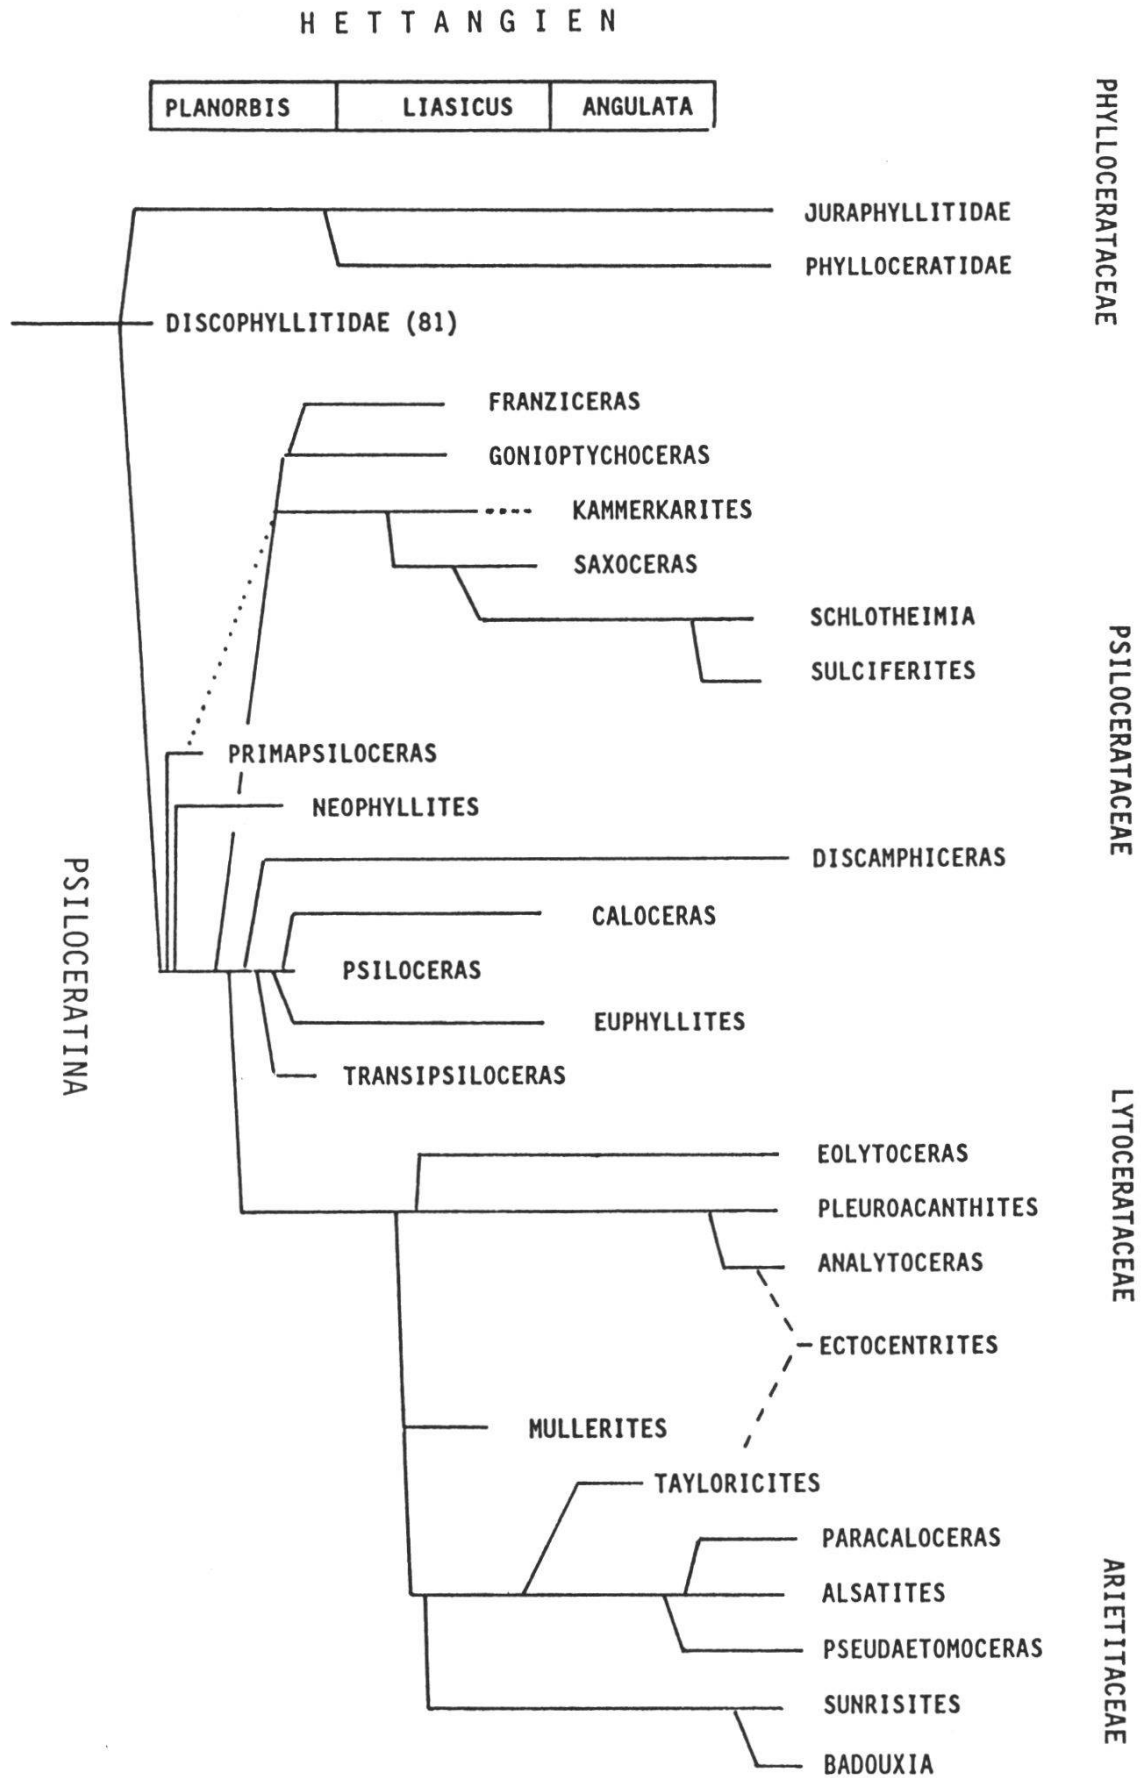 HETTANGIEN
PLANORBIS LIASICUS ANGULATA
PHYLLOCERATACEAE
JURAPHYLLITIDAE
PHYLLOCERATIDAE
DISCOPHYLLITIDAE (81)
FRANZICERAS
GONIOPTYCHOCERAS
KAMMERKARITES
SAXOCERAS
SCHLOTHEIMIA
SULCIFERITES
PSILOCERATACEAE
PRIMAPSILOCERAS
NEOPHYLLITES
DISCAMPHICERAS
CALOCERAS
PSILOCERAS
PSILOCERATINA
EUPHYLLITES
TRANSIPSILOCERAS
LYTOCERATACEAE
EOLYTOCERAS
PLEUROACANTHITES
ANALYTOCERAS
ECTOCENTRITES
MULLERITES
TAYLORICITES
PARACALOCERAS
ALSATITES
ARIETITACEAE
PSEUDAETOMOCERAS
SUNRISITES
BADOUXIA